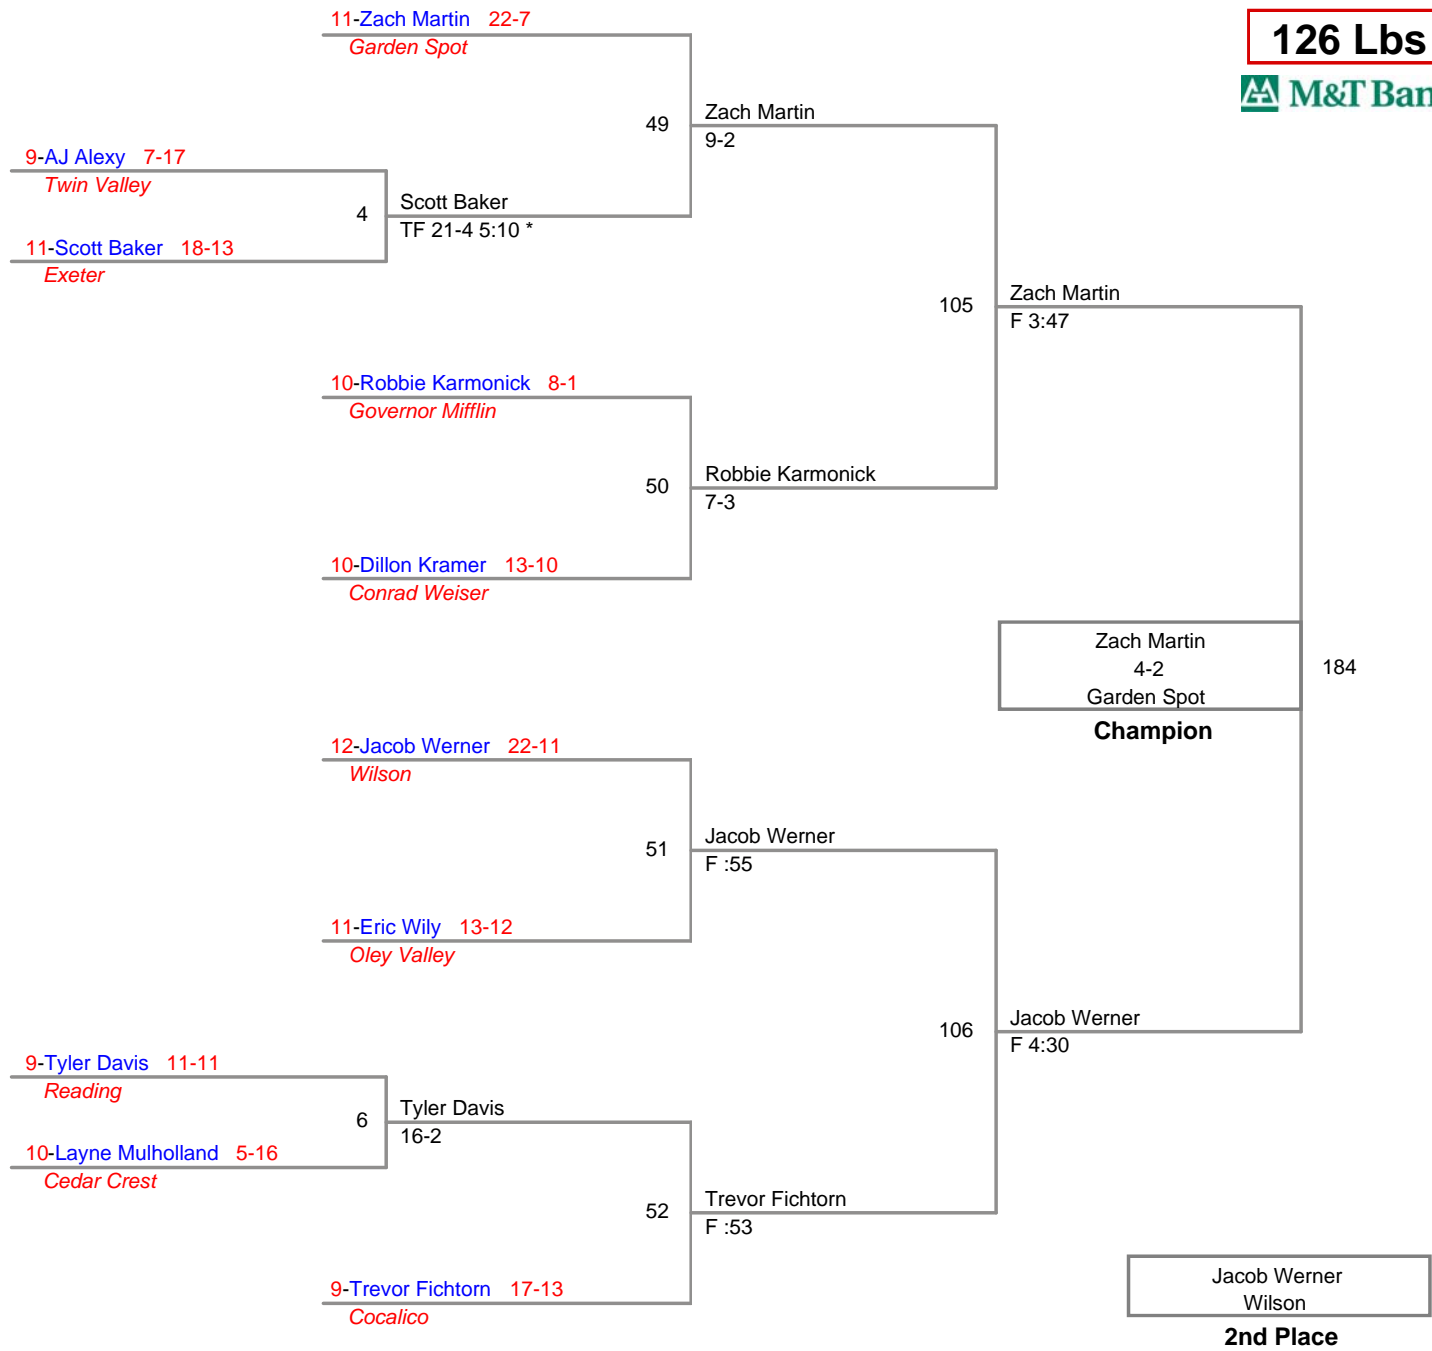 11-Zach Martin 22-7
Garden Spot
126 Lbs
M&T Ban
Zach Martin
49
9-2
9-AJ Alexy 7-17
Twin Valley
Scott Baker
4
TF 21-4 5:10 *
11-Scott Baker 18-13
Exeter
Zach Martin
105
F 3:47
10-Robbie Karmonick 8-1
Governor Mifflin
Robbie Karmonick
50
7-3
10-Dillon Kramer 13-10
Conrad Weiser
Zach Martin
4-2
184
Garden Spot
Champion
12-Jacob Werner 22-11
Wilson
Jacob Werner
51
F :55
11-Eric Wily 13-12
Oley Valley
Jacob Werner
106
F 4:30
9-Tyler Davis 11-11
Reading
Tyler Davis
6
16-2
10-Layne Mulholland 5-16
Cedar Crest
Trevor Fichtorn
52
F :53
9-Trevor Fichtorn 17-13
Cocalico
Jacob Werner
Wilson
2nd Place